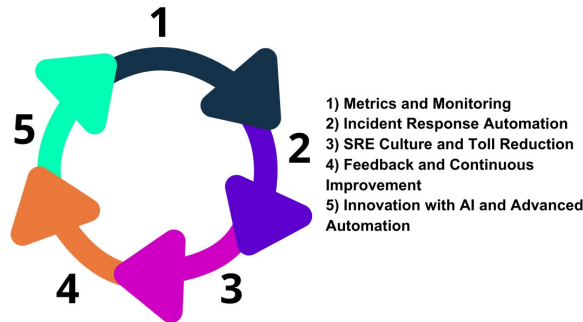 1
2
3
4
5
1) Metrics and Monitoring
2) Incident Response Automation
3) SRE Culture and Toll Reduction
4) Feedback and Continuous
Improvement
5) Innovation with AI and Advanced
Automation